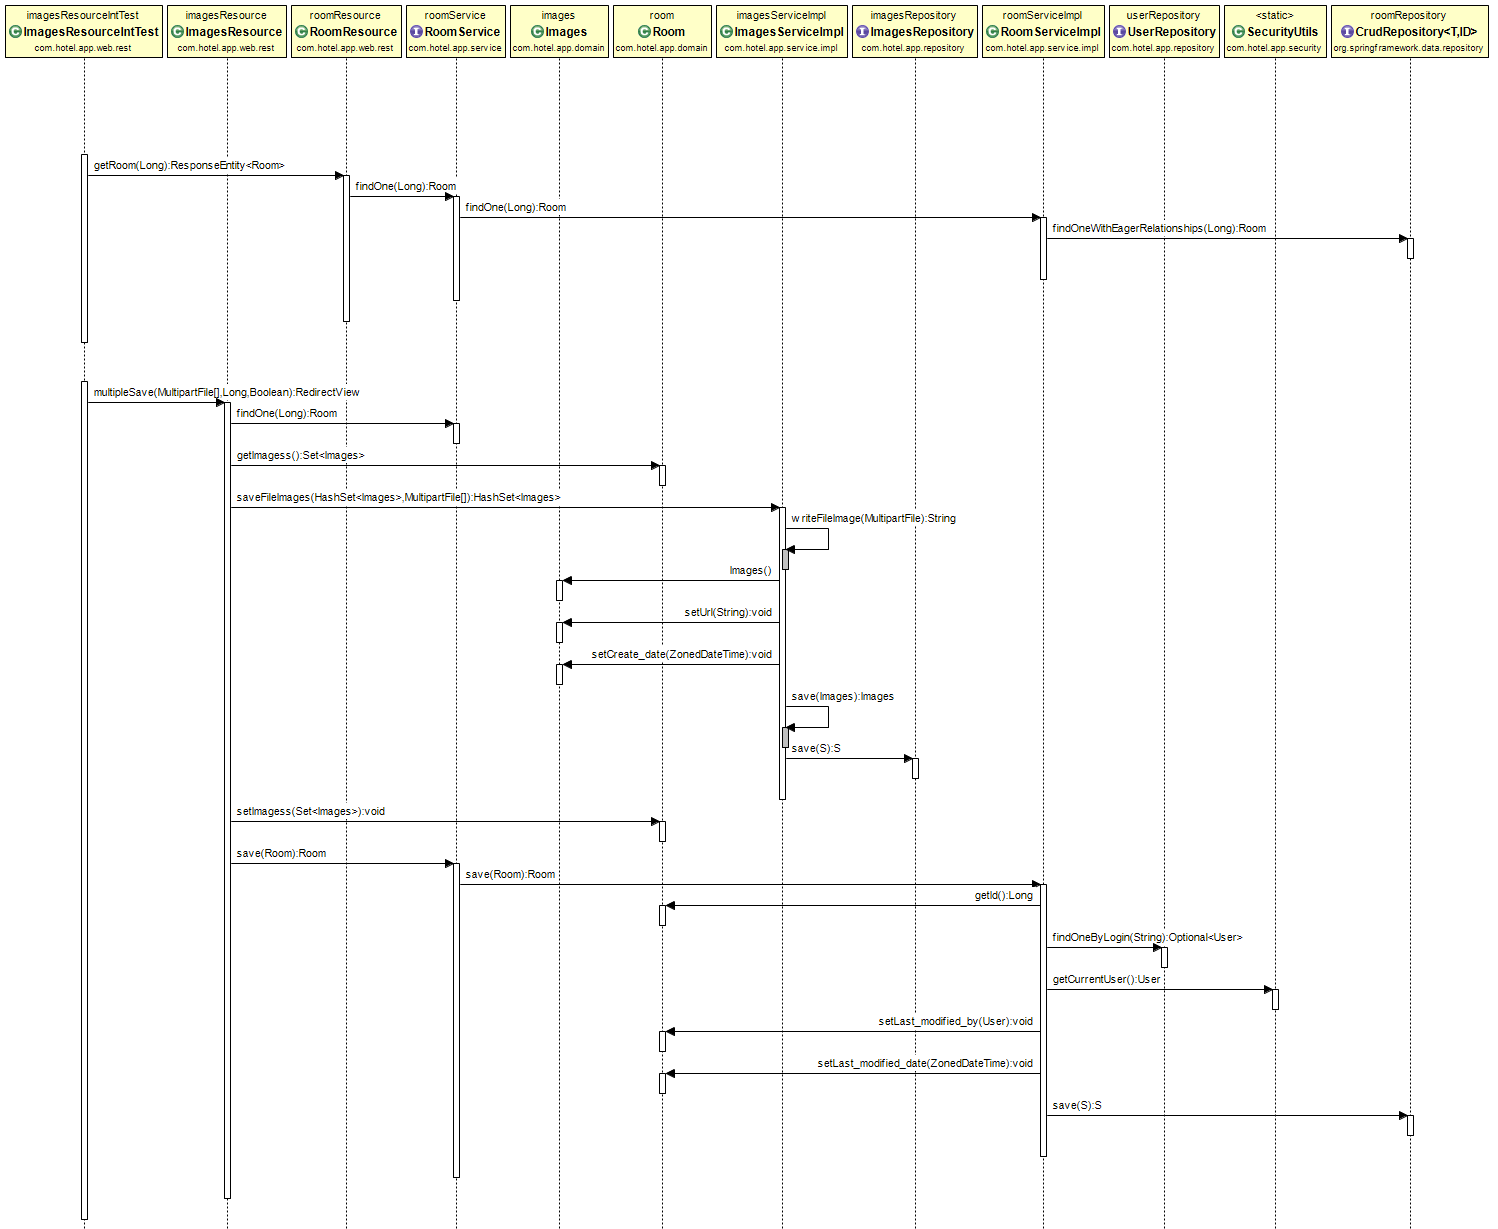 imagesResourceIntTest
ImagesResourceIntTest
com.hotel.app.web.rest
imagesResource
ImagesResource
com.hotel.app.web.rest
roomResource
RoomResource
com.hotel.app.web.rest
roomService
RoomService
com.hotel.app.service
images
Images
com.hotel.app.domain
room
Room
com.hotel.app.domain
imagesServiceImpl
ImagesServiceImpl
com.hotel.app.service.impl
imagesRepository
ImagesRepository
com.hotel.app.repository
roomServiceImpl
RoomServiceImpl
com.hotel.app.service.impl
userRepository
UserRepository
com.hotel.app.repository
<static>
SecurityUtils
com.hotel.app.security
roomRepository
CrudRepository<T,ID>
org.springframework.data.repository
getRoom(Long):ResponseEntity<Room>
findOne(Long):Room
findOne(Long):Room
findOneWithEagerRelationships(Long):Room
multipleSave(MultipartFile[],Long,Boolean):RedirectView
findOne(Long):Room
getImagess():Set<Images>
saveFileImages(HashSet<Images>,MultipartFile[]):HashSet<Images>
writeFileImage(MultipartFile):String
Images()
setUrl(String):void
setCreate_date(ZonedDateTime):void
save(Images):Images
save(S):S
setImagess(Set<Images>):void
save(Room):Room
save(Room):Room
getId():Long
findOneByLogin(String):Optional<User>
getCurrentUser():User
setLast_modified_by(User):void
setLast_modified_date(ZonedDateTime):void
save(S):S